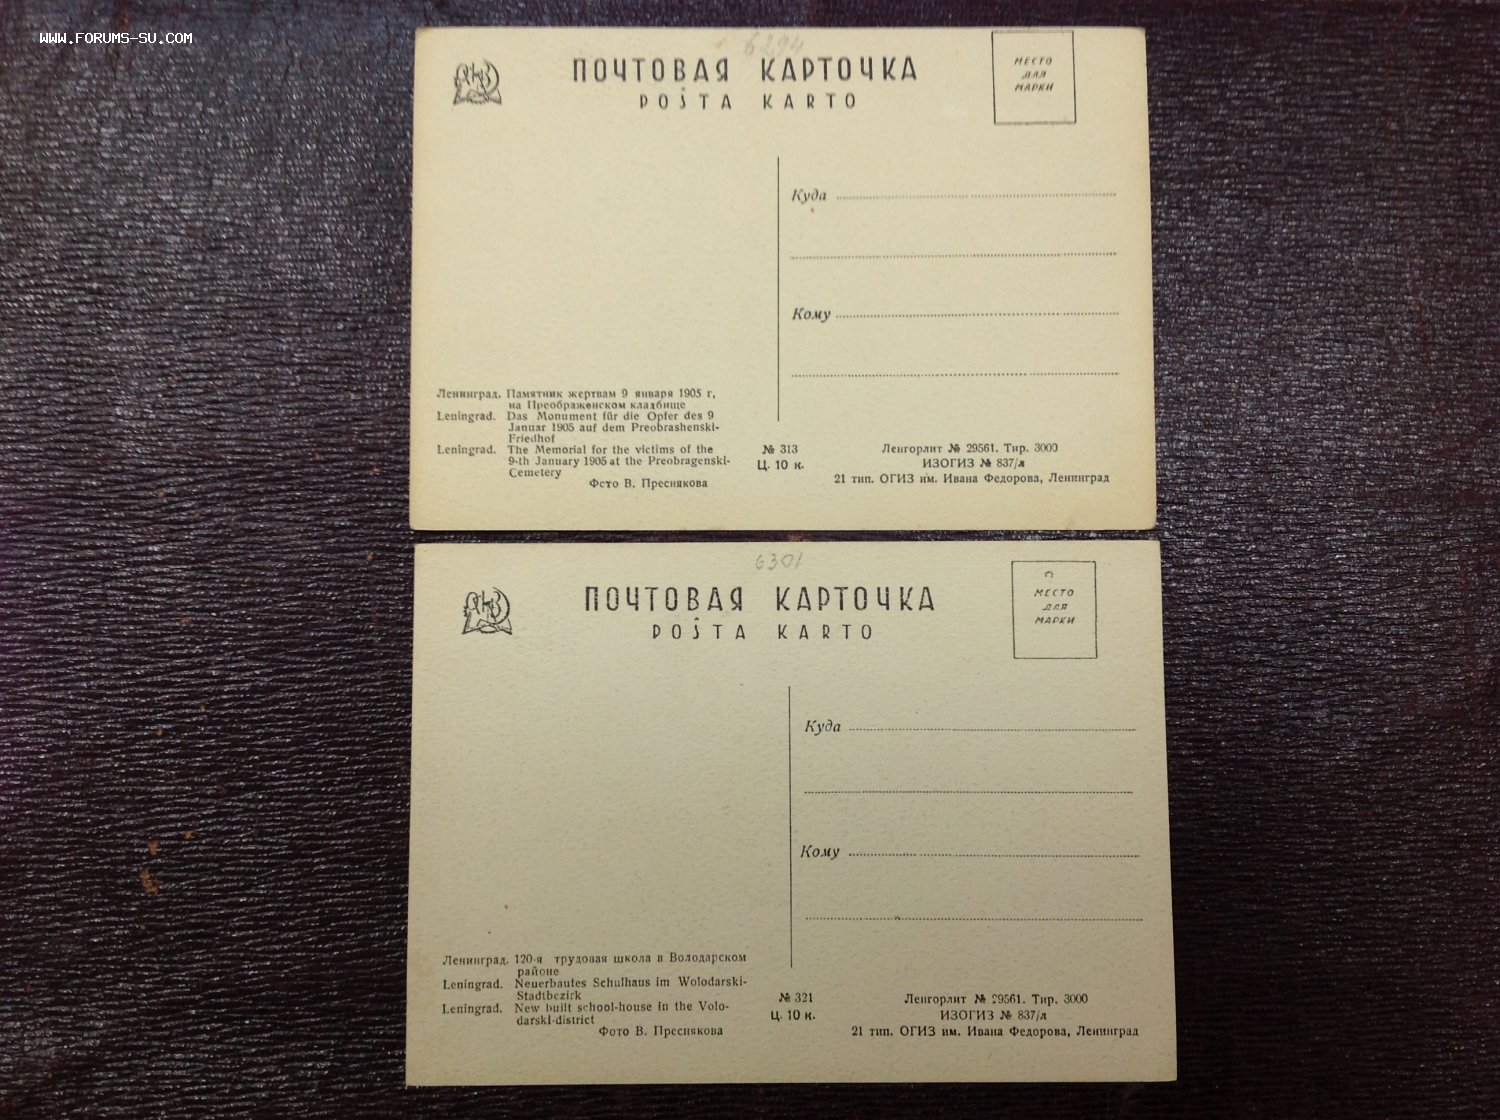 WWW.FORUMS-SU.COM
6294
ПОЧТОВАЯ КАРТОЧКА
POŜTA KARTO
МЕСТО
ДЛЯ
МАРКИ
Куда
Кому
Ленинград. Памятник жертвам 9 января 1905 г,
на Преображенском кладбище
Leningrad. Das Monument für die Opfer des 9
Januar 1905 auf dem Preobrashenski-
Friedhof
Leningrad. The Memorial for the victims of the
9-th January 1905 at the Preobragenski-
Cemetery
Фото В. Преснякова
№ 313
Ц. 10 к.
Ленгорлит № 29561. Тир. 3000
ИЗОГИЗ № 837/л
21 тип. ОГИЗ им. Ивана Федорова, Ленинград
6301
ПОЧТОВАЯ КАРТОЧКА
POŜTA KARTO
МЕСТО
ДЛЯ
МАРКИ
Куда
Кому
Ленинград. 120-я трудовая школа в Володарском
районе
Leningrad. Neuerbautes Schulhaus im Wolodarski-
Stadtbezirk
Leningrad. New built school-house in the Volo-
darski-district
Фото В. Преснякова
№ 321
Ц. 10 к.
Ленгорлит № 29561. Тир. 3000
ИЗОГИЗ № 837/л
21 тип. ОГИЗ им. Ивана Федорова, Ленинград